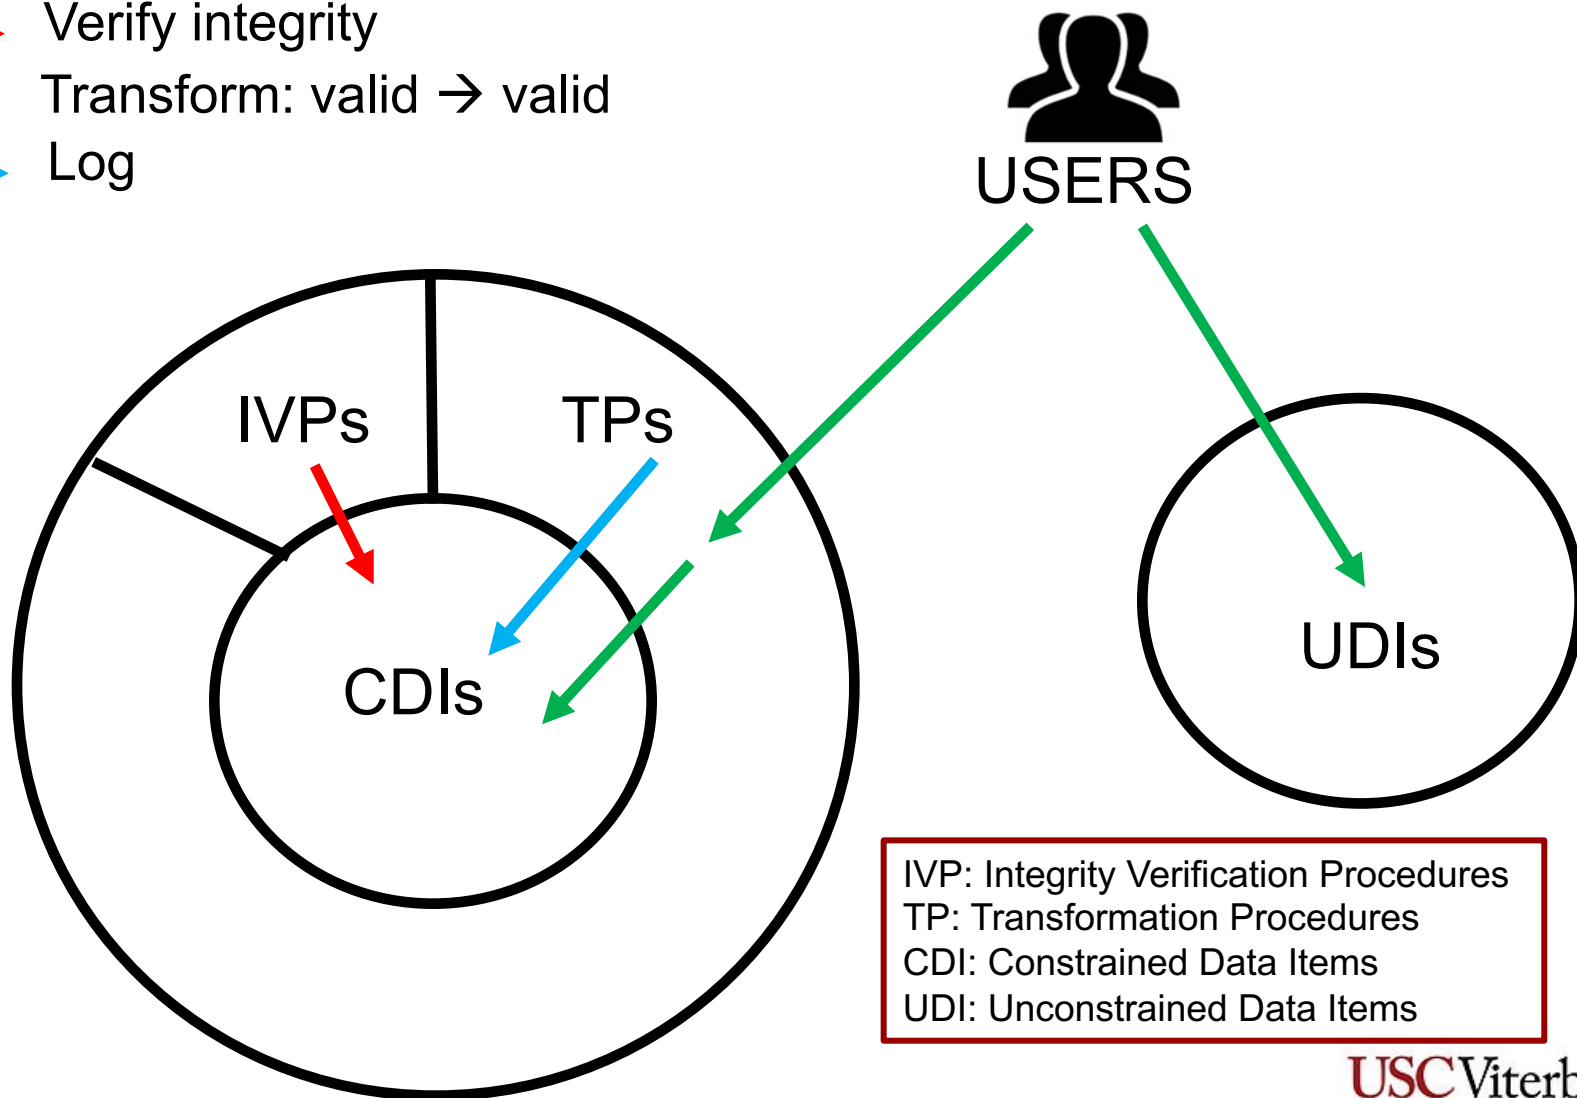 Verify integrity
Transform: valid → valid
Log
USERS
IVPs
TPs
CDIs
UDIs
IVP: Integrity Verification Procedures
TP: Transformation Procedures
CDI: Constrained Data Items
UDI: Unconstrained Data Items
USC Viterb